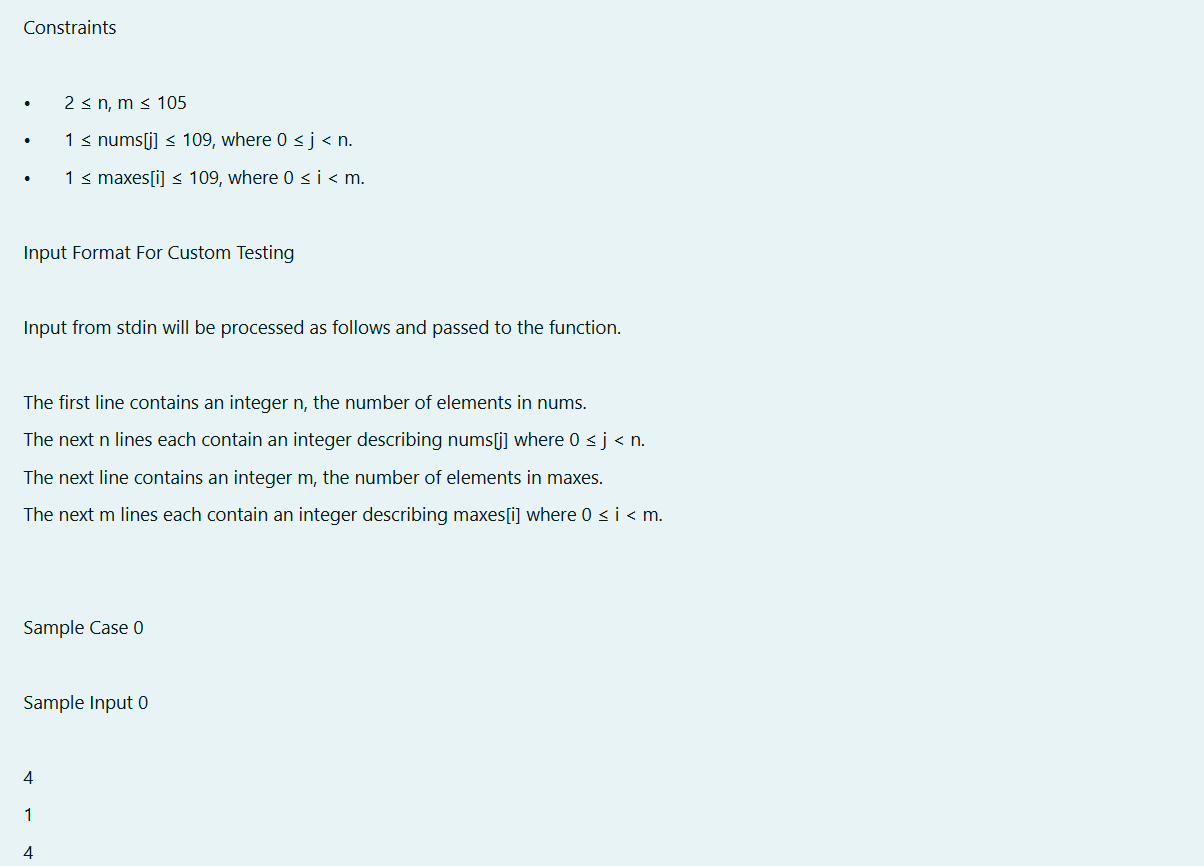 Constraints
• 2 ≤ n, m ≤ 105
• 1 ≤ nums[j] ≤ 109, where 0 ≤ j < n.
• 1 ≤ maxes[i] ≤ 109, where 0 ≤ i < m.
Input Format For Custom Testing
Input from stdin will be processed as follows and passed to the function.
The first line contains an integer n, the number of elements in nums.
The next n lines each contain an integer describing nums[j] where 0 ≤ j < n.
The next line contains an integer m, the number of elements in maxes.
The next m lines each contain an integer describing maxes[i] where 0 ≤ i < m.
Sample Case 0
Sample Input 0
4
1
4